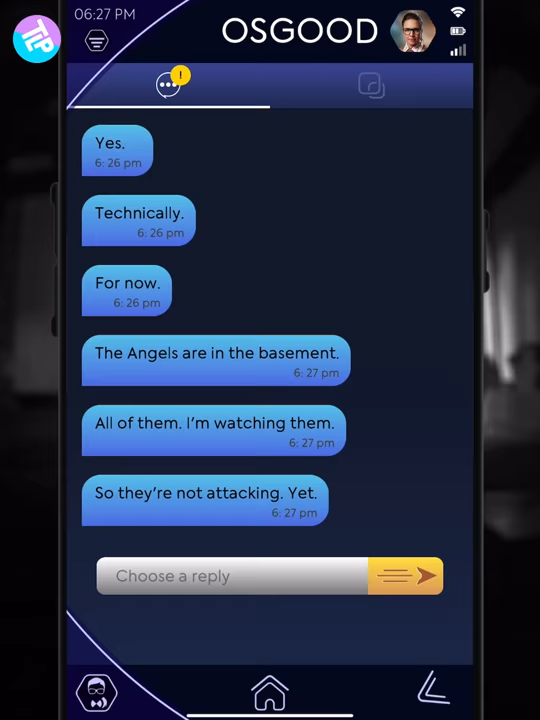 06:27 PM
OSGOOD
TLP
!
Yes.
6: 26 pm
Technically.
6: 26 pm
For now.
6: 26 pm
The Angels are in the basement.
6: 27 pm
All of them. I'm watching them.
6: 27 pm
So they're not attacking. Yet.
6: 27 pm
Choose a reply